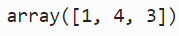 array([1, 4, 3])